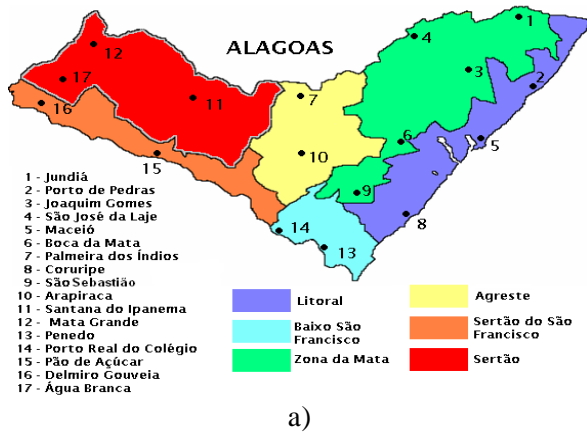 ALAGOAS
1
4
12
3
17
2
7
11
16
5
6
10
15
9
8
14
13
1 - Jundiá
2 - Porto de Pedras
3 - Joaquim Gomes
4 - São José da Laje
5 - Maceió
6 - Boca da Mata
7 - Palmeira dos Índios
8 - Coruripe
9 - São Sebastião
10 - Arapiraca
11 - Santana do Ipanema
12 - Mata Grande
13 - Penedo
14 - Porto Real do Colégio
15 - Pão de Açúcar
16 - Delmiro Gouveia
17 - Água Branca
Litoral
Baixo São
Francisco
Zona da Mata
Agreste
Sertão do São
Francisco
Sertão
a)